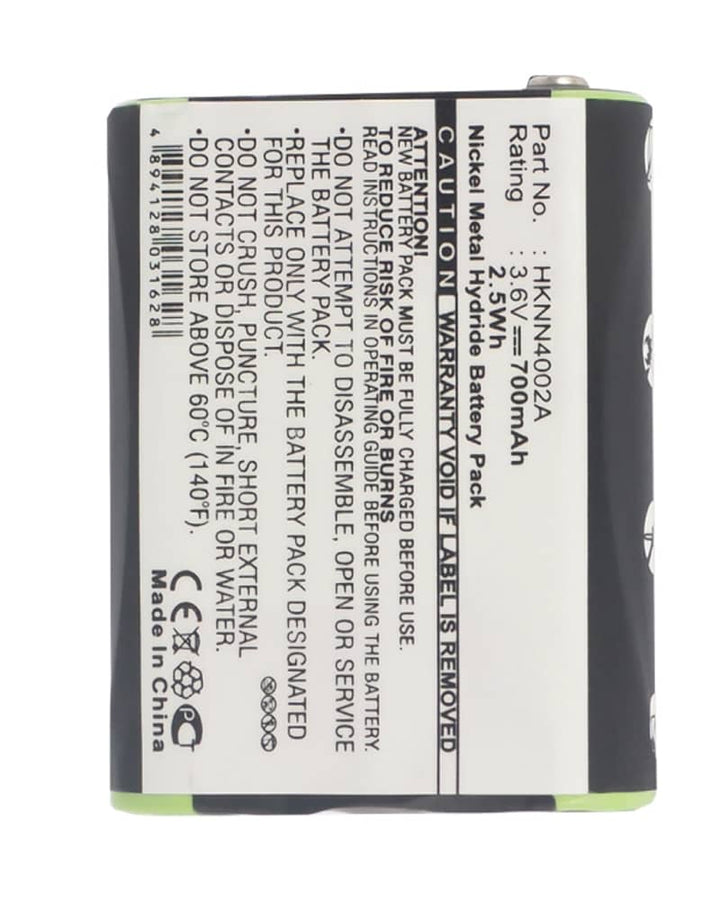 Part No. : HKNN4002A
Rating : 3.6V 700mAh
2.5Wh
Nickel Metal Hydride Battery Pack
CAUTION WARRANTY VOID IF LABEL IS REMOVED
ATTENTION!
NEW BATTERY PACK MUST BE FULLY CHARGED BEFORE USE.
TO REDUCE RISK OF FIRE OR BURNS
READ INSTRUCTIONS IN OPERATING GUIDE BEFORE USING THE BATTERY.
•DO NOT ATTEMPT TO DISASSEMBLE, OPEN OR SERVICE
THE BATTERY PACK.
•REPLACE ONLY WITH THE BATTERY PACK DESIGNATED
FOR THIS PRODUCT.
•DO NOT CRUSH, PUNCTURE, SHORT EXTERNAL
CONTACTS OR DISPOSE OF IN FIRE OR WATER.
•DO NOT STORE ABOVE 60°C (140°F).
4 894128 031628
CE
PCT
Made In China